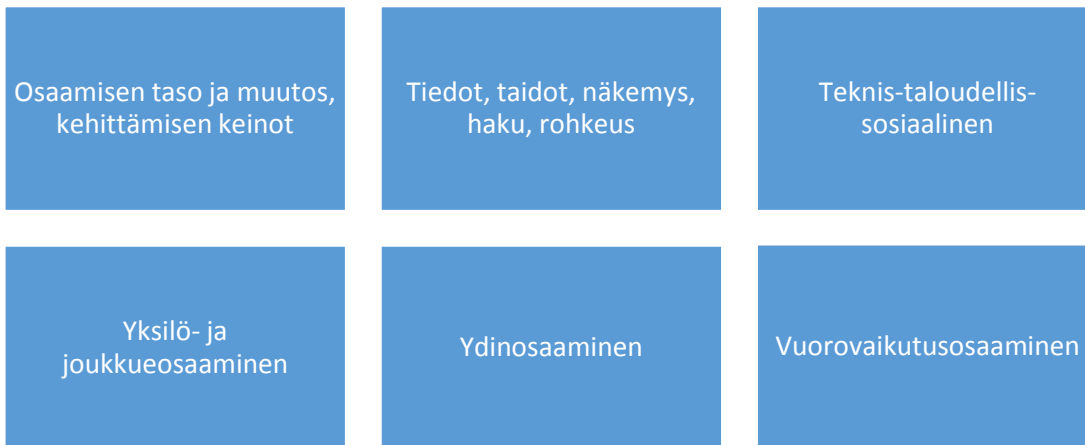 Osaamisen taso ja muutos,
kehittämisen keinot
Tiedot, taidot, näkemys,
haku, rohkeus
Teknis-taloudellis-
sosiaalinen
Yksilö- ja
joukkueosaaminen
Ydinosaaminen
Vuorovaikutusosaaminen